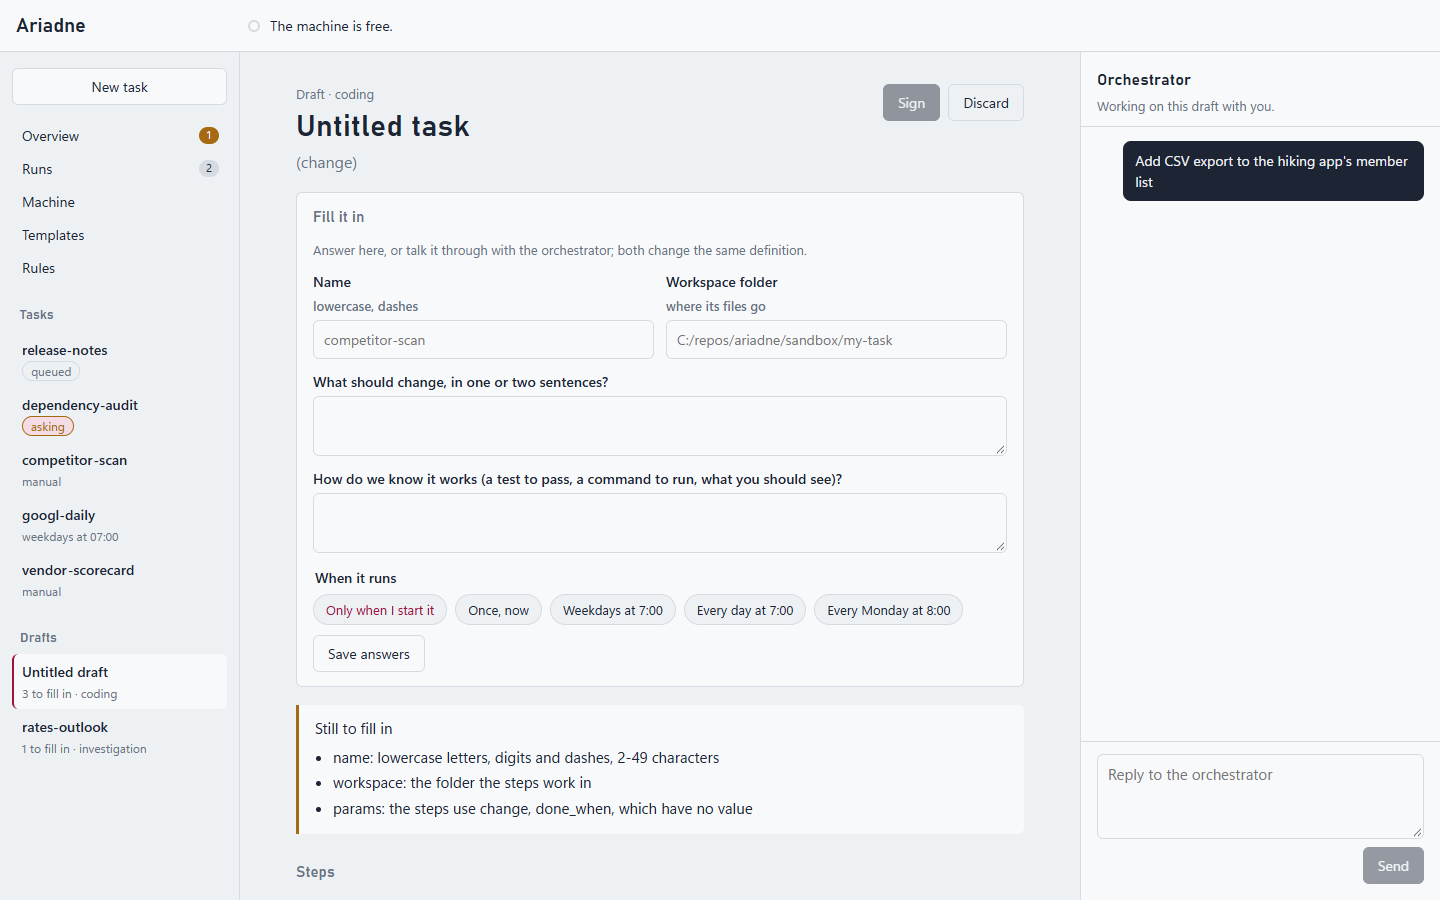 Ariadne
The machine is free.
New task
Overview
1
Runs
2
Machine
Templates
Rules
Tasks
release-notes
queued
dependency-audit
asking
competitor-scan
manual
googl-daily
weekdays at 07:00
vendor-scorecard
manual
Drafts
Untitled draft
3 to fill in · coding
rates-outlook
1 to fill in · investigation
Draft · coding
Untitled task
(change)
Sign
Discard
Fill it in
Answer here, or talk it through with the orchestrator; both change the same definition.
Name
lowercase, dashes
competitor-scan
Workspace folder
where its files go
C:/repos/ariadne/sandbox/my-task
What should change, in one or two sentences?
How do we know it works (a test to pass, a command to run, what you should see)?
When it runs
Only when I start it
Once, now
Weekdays at 7:00
Every day at 7:00
Every Monday at 8:00
Save answers
Still to fill in
name: lowercase letters, digits and dashes, 2-49 characters
workspace: the folder the steps work in
params: the steps use change, done_when, which have no value
Steps
Orchestrator
Working on this draft with you.
Add CSV export to the hiking app's member
list
Reply to the orchestrator
Send